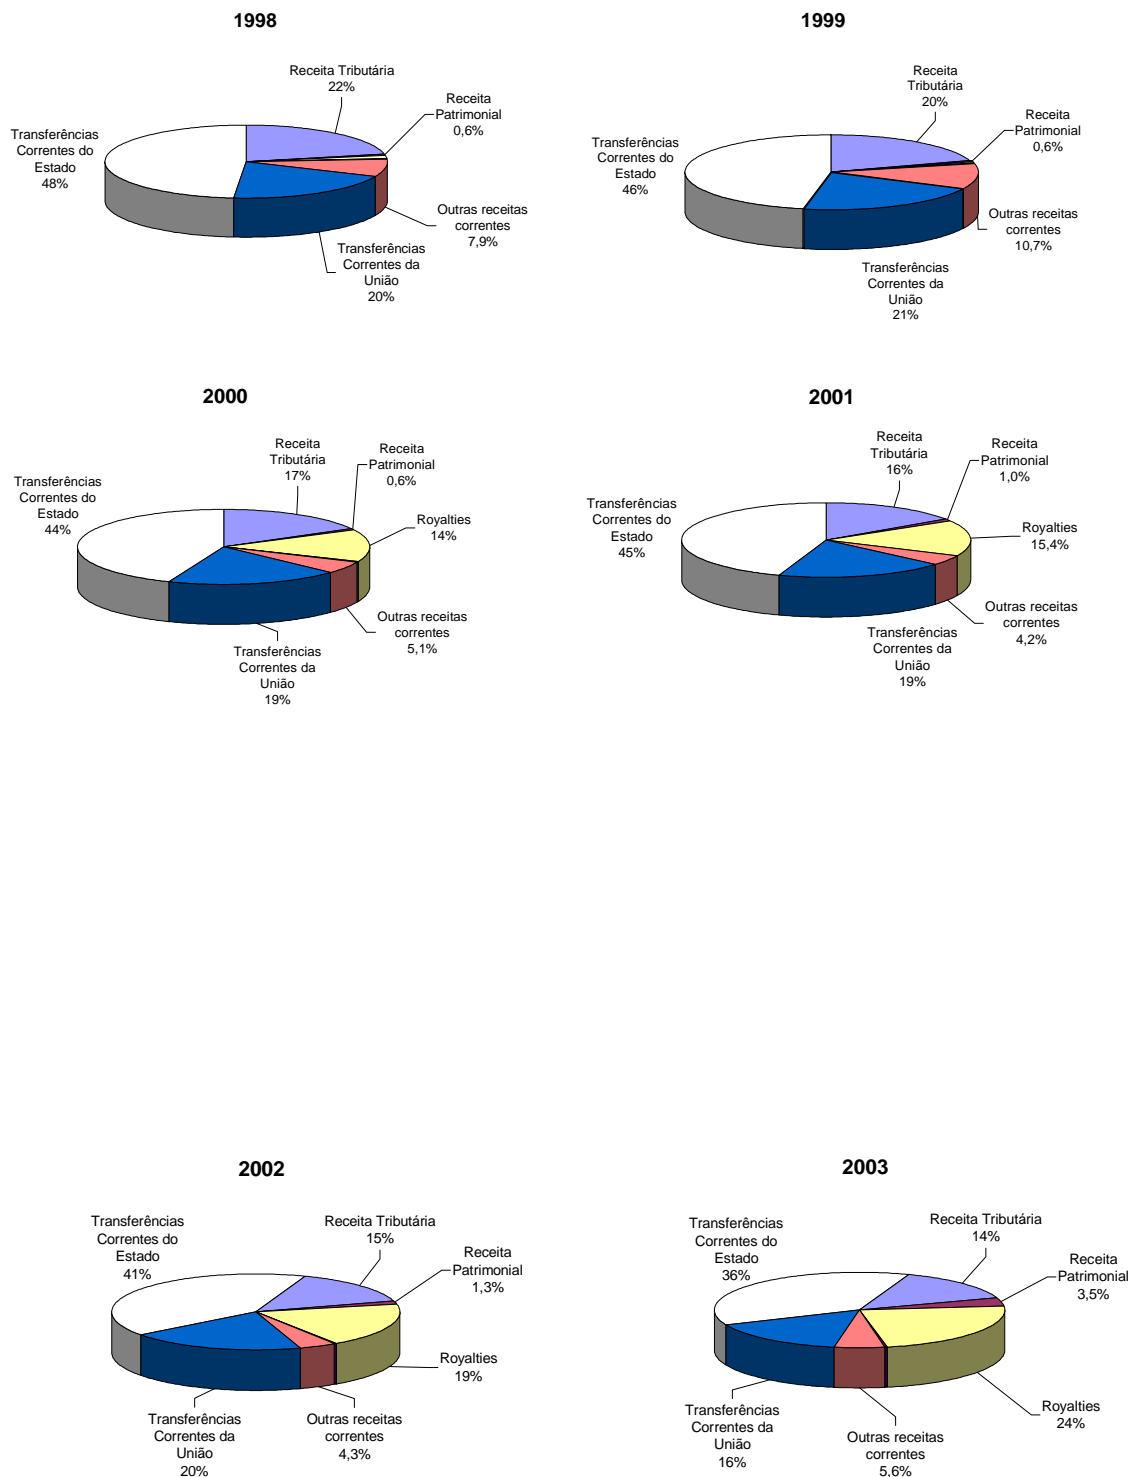 1998
Receita Tributária
22%
Receita
Patrimonial
0,6%
Transferências
Correntes do
Estado
48%
Outras receitas
correntes
7,9%
Transferências
Correntes da
União
20%
1999
Receita
Tributária
20%
Receita
Patrimonial
0,6%
Transferências
Correntes do
Estado
46%
Outras receitas
correntes
10,7%
Transferências
Correntes da
União
21%
2000
Receita
Tributária
17%
Receita
Patrimonial
0,6%
Transferências
Correntes do
Estado
44%
Royalties
14%
Outras receitas
correntes
5,1%
Transferências
Correntes da
União
19%
2001
Receita
Tributária
16%
Receita
Patrimonial
1,0%
Transferências
Correntes do
Estado
45%
Royalties
15,4%
Outras receitas
correntes
4,2%
Transferências
Correntes da
União
19%
2002
Transferências
Correntes do
Estado
41%
Receita Tributária
15%
Receita
Patrimonial
1,3%
Royalties
19%
Transferências
Correntes da
União
20%
Outras receitas
correntes
4,3%
2003
Transferências
Correntes do
Estado
36%
Receita Tributária
14%
Receita
Patrimonial
3,5%
Royalties
24%
Transferências
Correntes da
União
16%
Outras receitas
correntes
5,6%